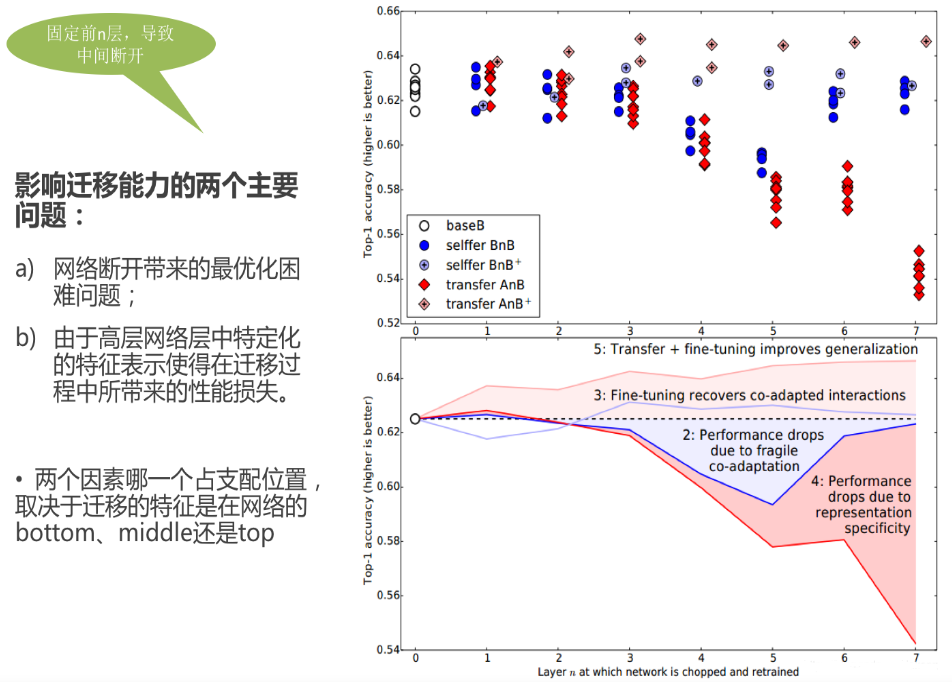 固定前n层，导致
中间断开
影响迁移能力的两个主要
问题：
a) 网络断开带来的最优化困
难问题；
b) 由于高层网络层中特定化
的特征表示使得在迁移过
程中所带来的性能损失。
• 两个因素哪一个占支配位置，
取决于迁移的特征是在网络的
bottom、middle还是top
Top-1 accuracy (higher is better)
0.66
0.64
0.62
0.60
0.58
0.56
0.54
0.52
baseB
selffer BnB
selffer BnB⁺
transfer AnB
transfer AnB⁺
0 1 2 3 4 5 6 7
Top-1 accuracy (higher is better)
0.64
0.62
0.60
0.58
0.56
0.54
5: Transfer + fine-tuning improves generalization
3: Fine-tuning recovers co-adapted interactions
2: Performance drops
due to fragile
co-adaptation
4: Performance
drops due to
representation
specificity
0 1 2 3 4 5 6 7
Layer n at which network is chopped and retrained